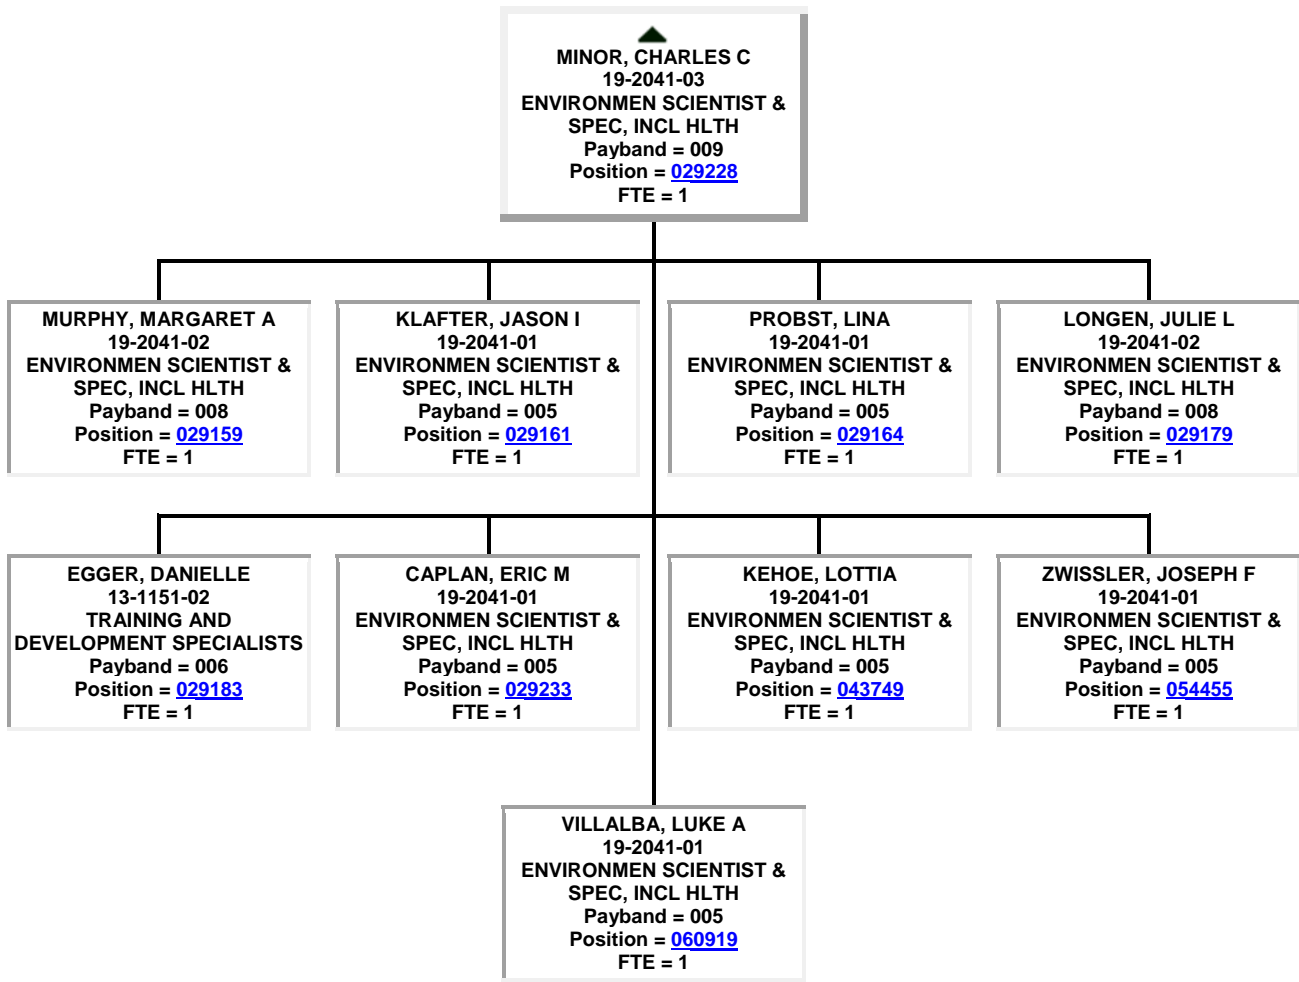 MINOR, CHARLES C
19-2041-03
ENVIRONMEN SCIENTIST &
SPEC, INCL HLTH
Payband = 009
Position = 029228
FTE = 1
MURPHY, MARGARET A
19-2041-02
ENVIRONMEN SCIENTIST &
SPEC, INCL HLTH
Payband = 008
Position = 029159
FTE = 1
KLAFTER, JASON I
19-2041-01
ENVIRONMEN SCIENTIST &
SPEC, INCL HLTH
Payband = 005
Position = 029161
FTE = 1
PROBST, LINA
19-2041-01
ENVIRONMEN SCIENTIST &
SPEC, INCL HLTH
Payband = 005
Position = 029164
FTE = 1
LONGEN, JULIE L
19-2041-02
ENVIRONMEN SCIENTIST &
SPEC, INCL HLTH
Payband = 008
Position = 029179
FTE = 1
EGGER, DANIELLE
13-1151-02
TRAINING AND
DEVELOPMENT SPECIALISTS
Payband = 006
Position = 029183
FTE = 1
CAPLAN, ERIC M
19-2041-01
ENVIRONMEN SCIENTIST &
SPEC, INCL HLTH
Payband = 005
Position = 029233
FTE = 1
KEHOE, LOTTIA
19-2041-01
ENVIRONMEN SCIENTIST &
SPEC, INCL HLTH
Payband = 005
Position = 043749
FTE = 1
ZWISSLER, JOSEPH F
19-2041-01
ENVIRONMEN SCIENTIST &
SPEC, INCL HLTH
Payband = 005
Position = 054455
FTE = 1
VILLALBA, LUKE A
19-2041-01
ENVIRONMEN SCIENTIST &
SPEC, INCL HLTH
Payband = 005
Position = 060919
FTE = 1